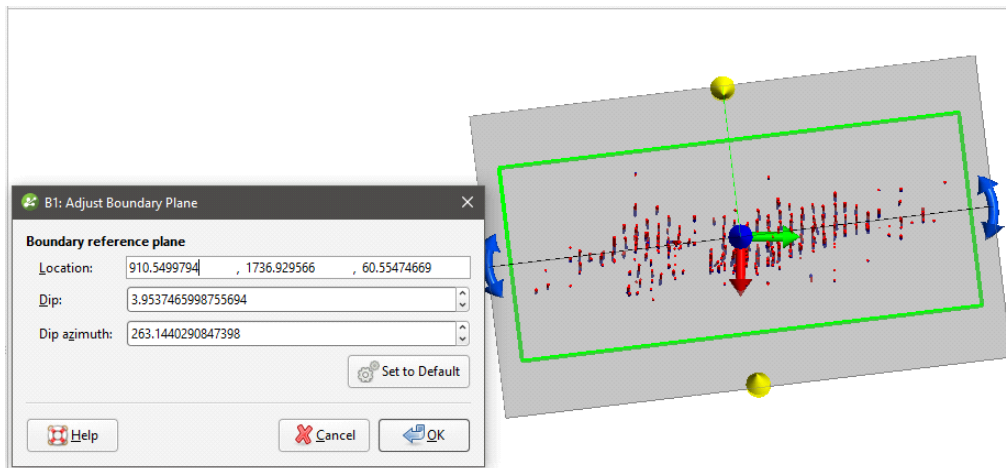 B1: Adjust Boundary Plane
Boundary reference plane
Location: 910.5499794 , 1736.929566 , 60.55474669
Dip: 3.9537465998755694
Dip azimuth: 263.1440290847398
Set to Default
Help Cancel OK